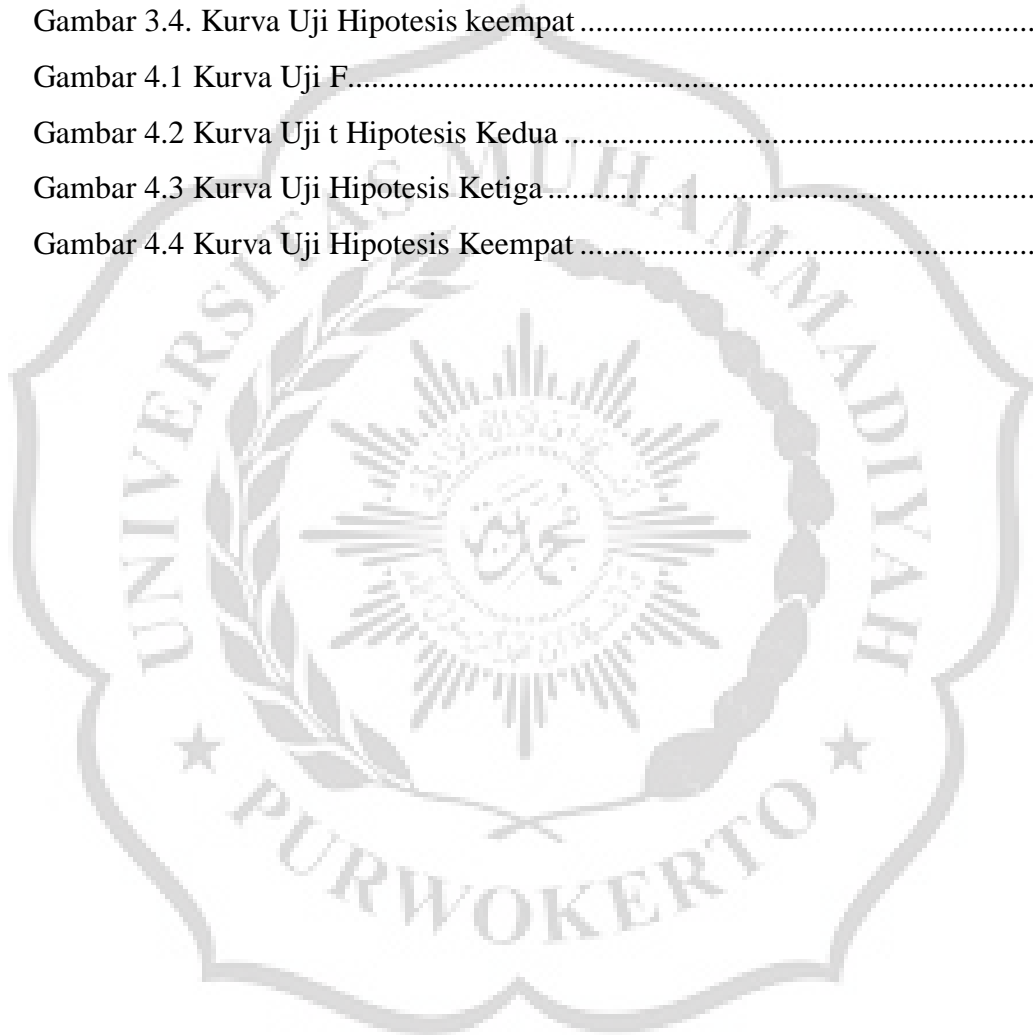 Gambar 3.4. Kurva Uji Hipotesis keempat ........................................................
Gambar 4.1 Kurva Uji F....................................................................................
Gambar 4.2 Kurva Uji t Hipotesis Kedua ..........................................................
Gambar 4.3 Kurva Uji Hipotesis Ketiga ............................................................
Gambar 4.4 Kurva Uji Hipotesis Keempat ........................................................
UNIVERSITAS MUHAMMADIYAH
PURWOKERTO